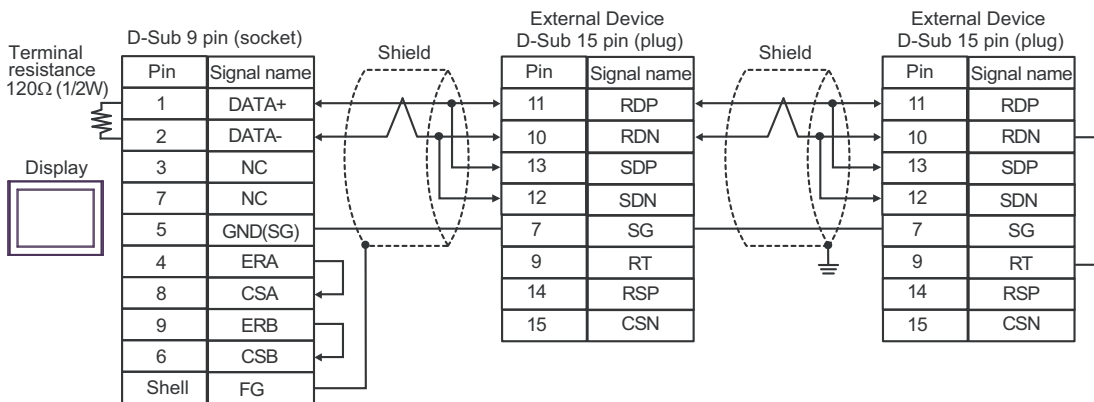 Terminal
resistance
120Ω (1/2W)
Display
D-Sub 9 pin (socket)
Pin Signal name
1 DATA+
2 DATA-
3 NC
7 NC
5 GND(SG)
4 ERA
8 CSA
9 ERB
6 CSB
Shell FG
Shield
External Device
D-Sub 15 pin (plug)
Pin Signal name
11 RDP
10 RDN
13 SDP
12 SDN
7 SG
9 RT
14 RSP
15 CSN
Shield
External Device
D-Sub 15 pin (plug)
Pin Signal name
11 RDP
10 RDN
13 SDP
12 SDN
7 SG
9 RT
14 RSP
15 CSN